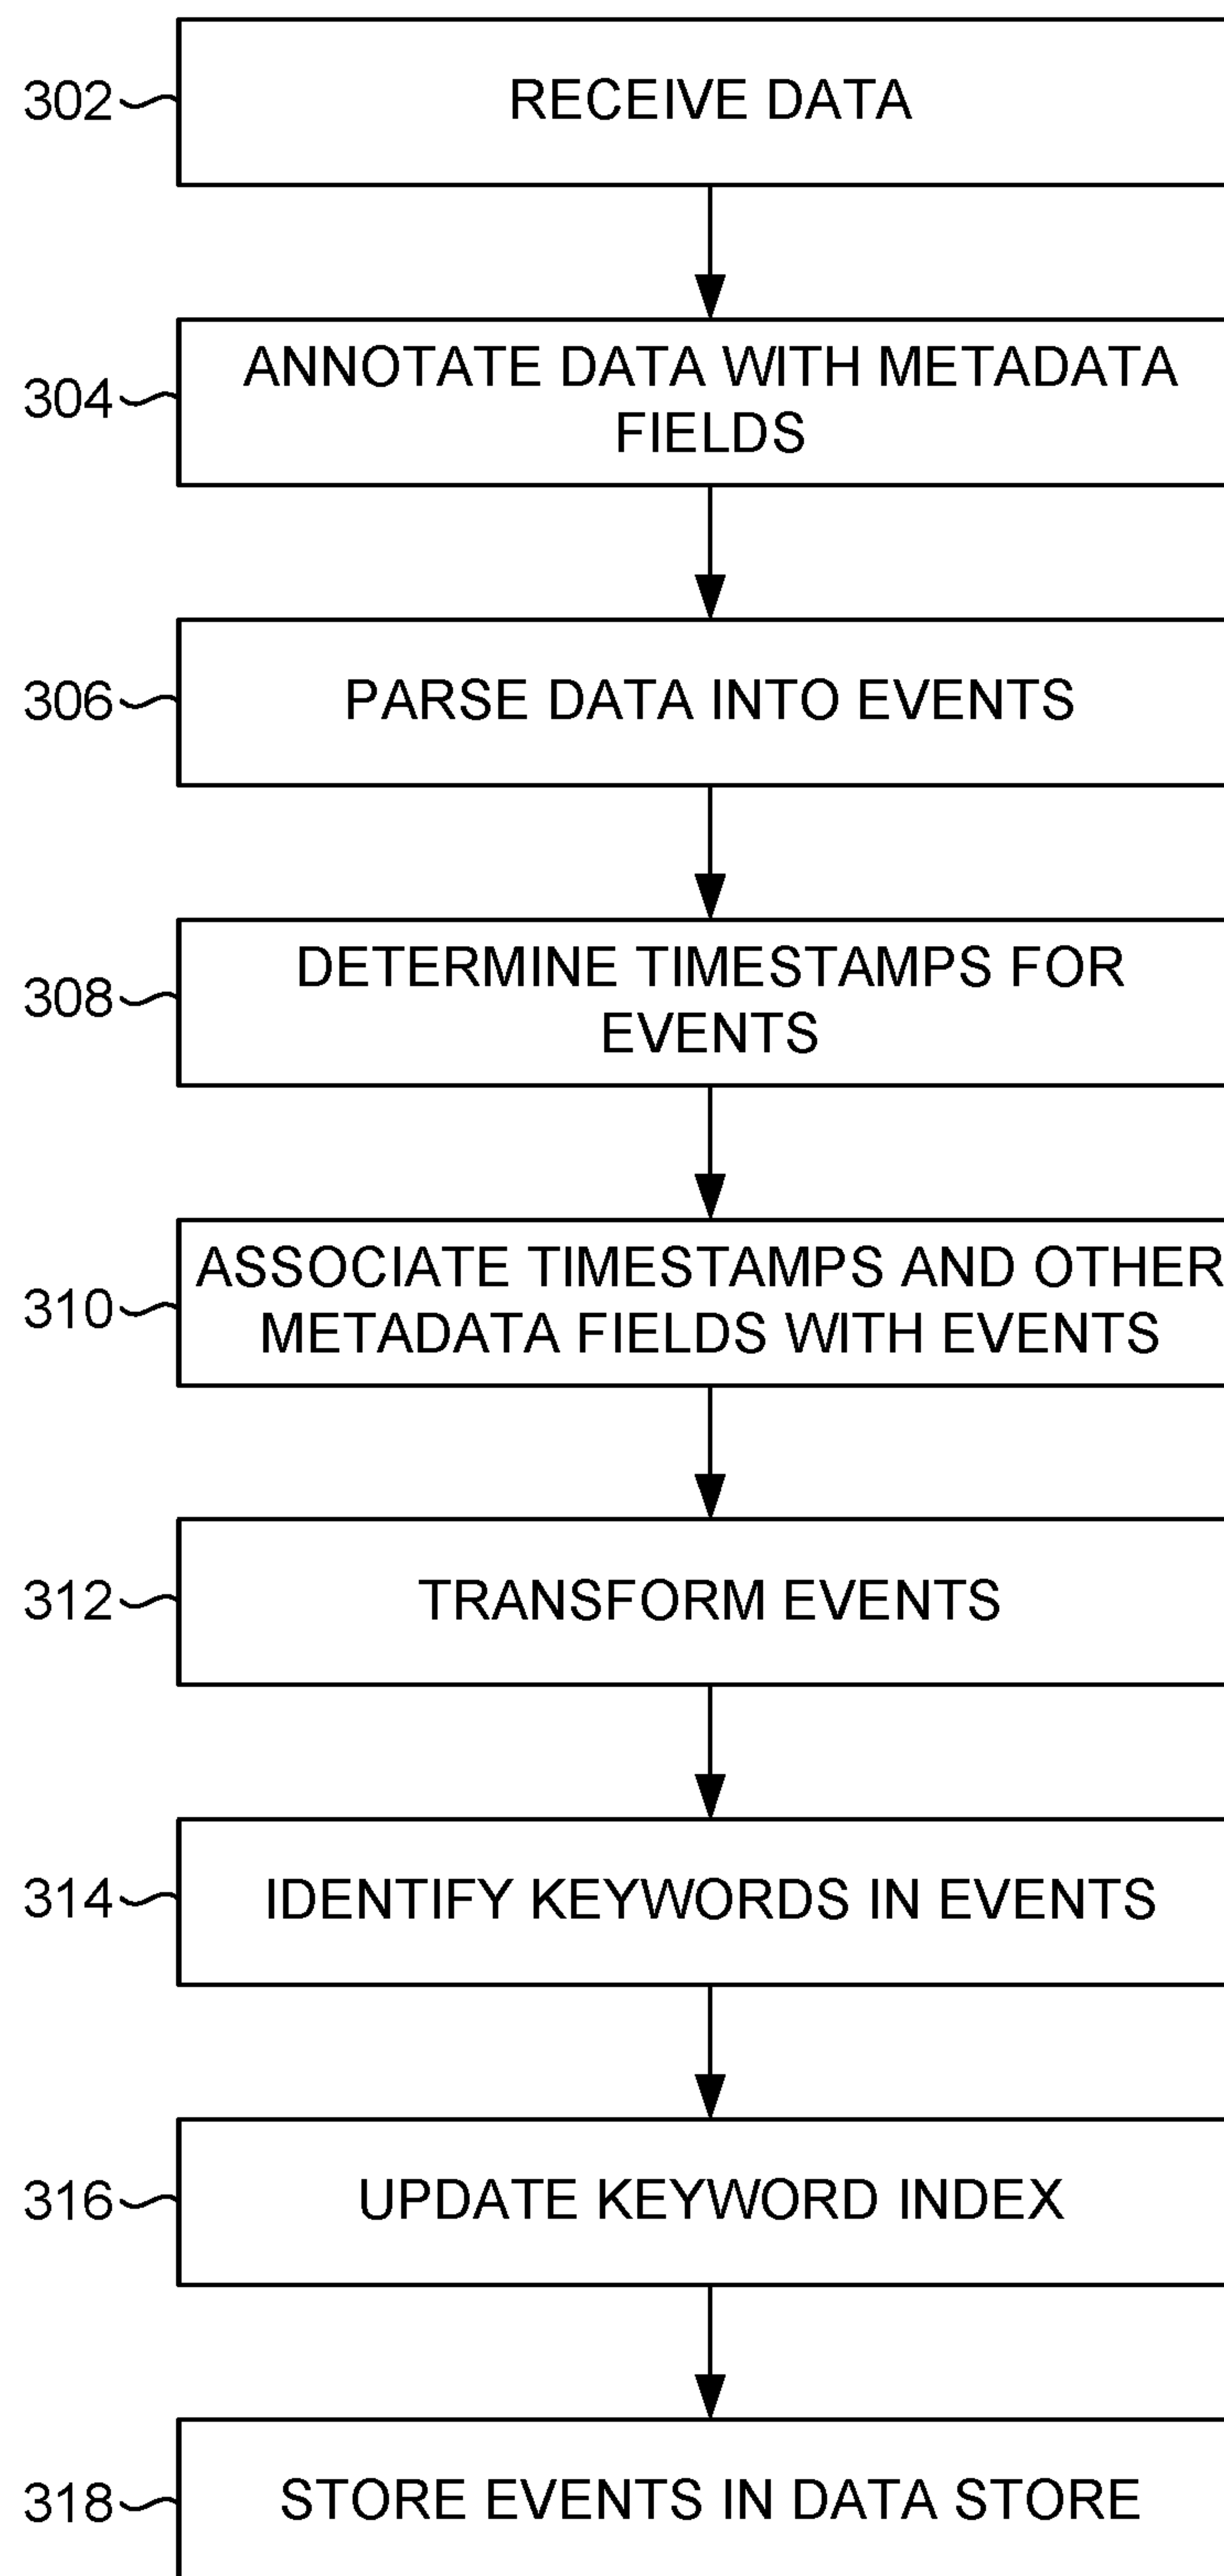 302
RECEIVE DATA
304
ANNOTATE DATA WITH METADATA
FIELDS
306
PARSE DATA INTO EVENTS
308
DETERMINE TIMESTAMPS FOR
EVENTS
310
ASSOCIATE TIMESTAMPS AND OTHER
METADATA FIELDS WITH EVENTS
312
TRANSFORM EVENTS
314
IDENTIFY KEYWORDS IN EVENTS
316
UPDATE KEYWORD INDEX
318
STORE EVENTS IN DATA STORE